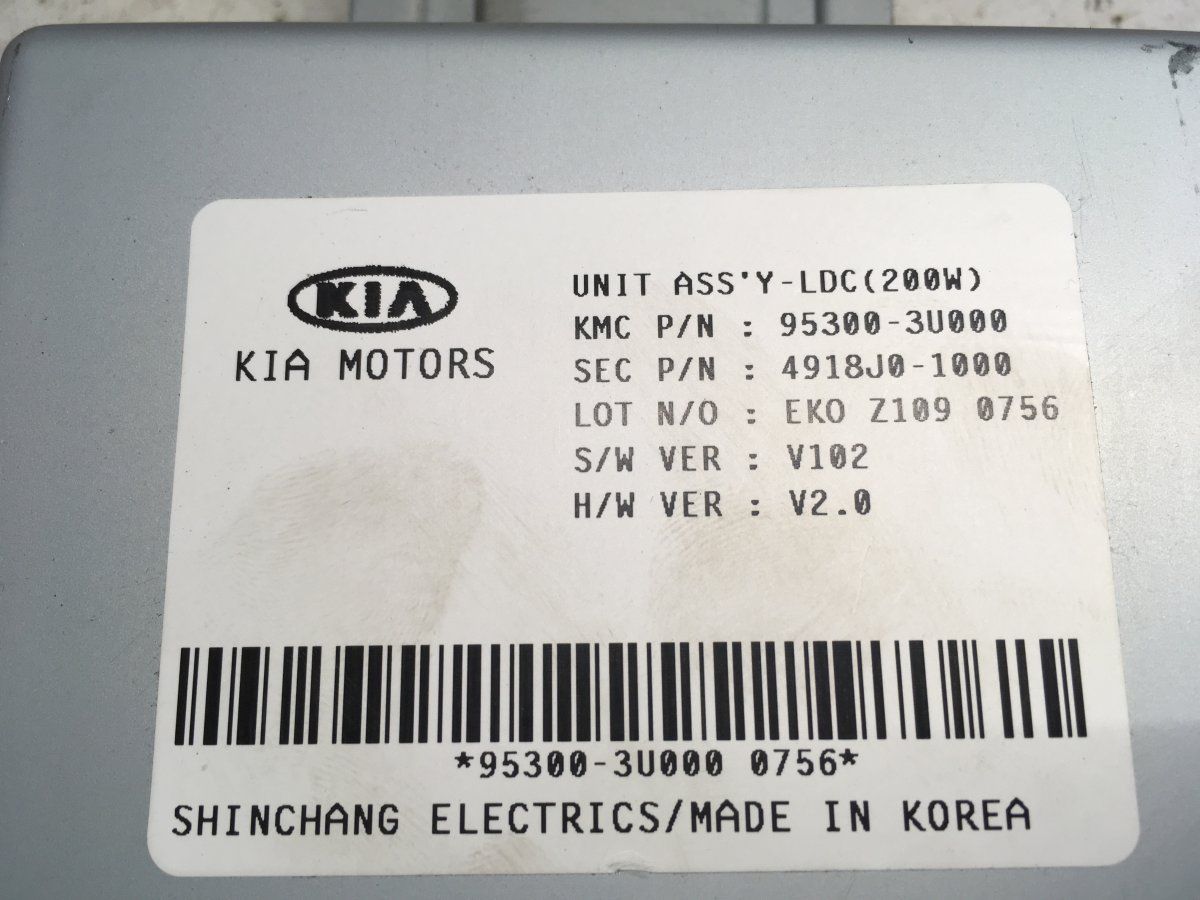 KIA
KIA MOTORS
UNIT ASS'Y-LDC(200W)
KMC P/N : 95300-3U000
SEC P/N : 4918J0-1000
LOT N/O : EKO Z109 0756
S/W VER : V102
H/W VER : V2.0
*95300-3U000 0756*
SHINCHANG ELECTRICS/MADE IN KOREA